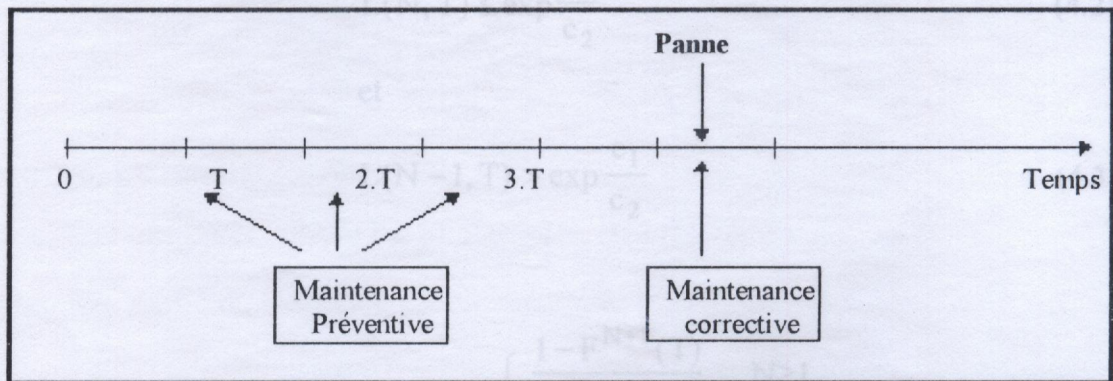 Panne
0 T 2.T 3.T Temps
Maintenance
Préventive
Maintenance
corrective